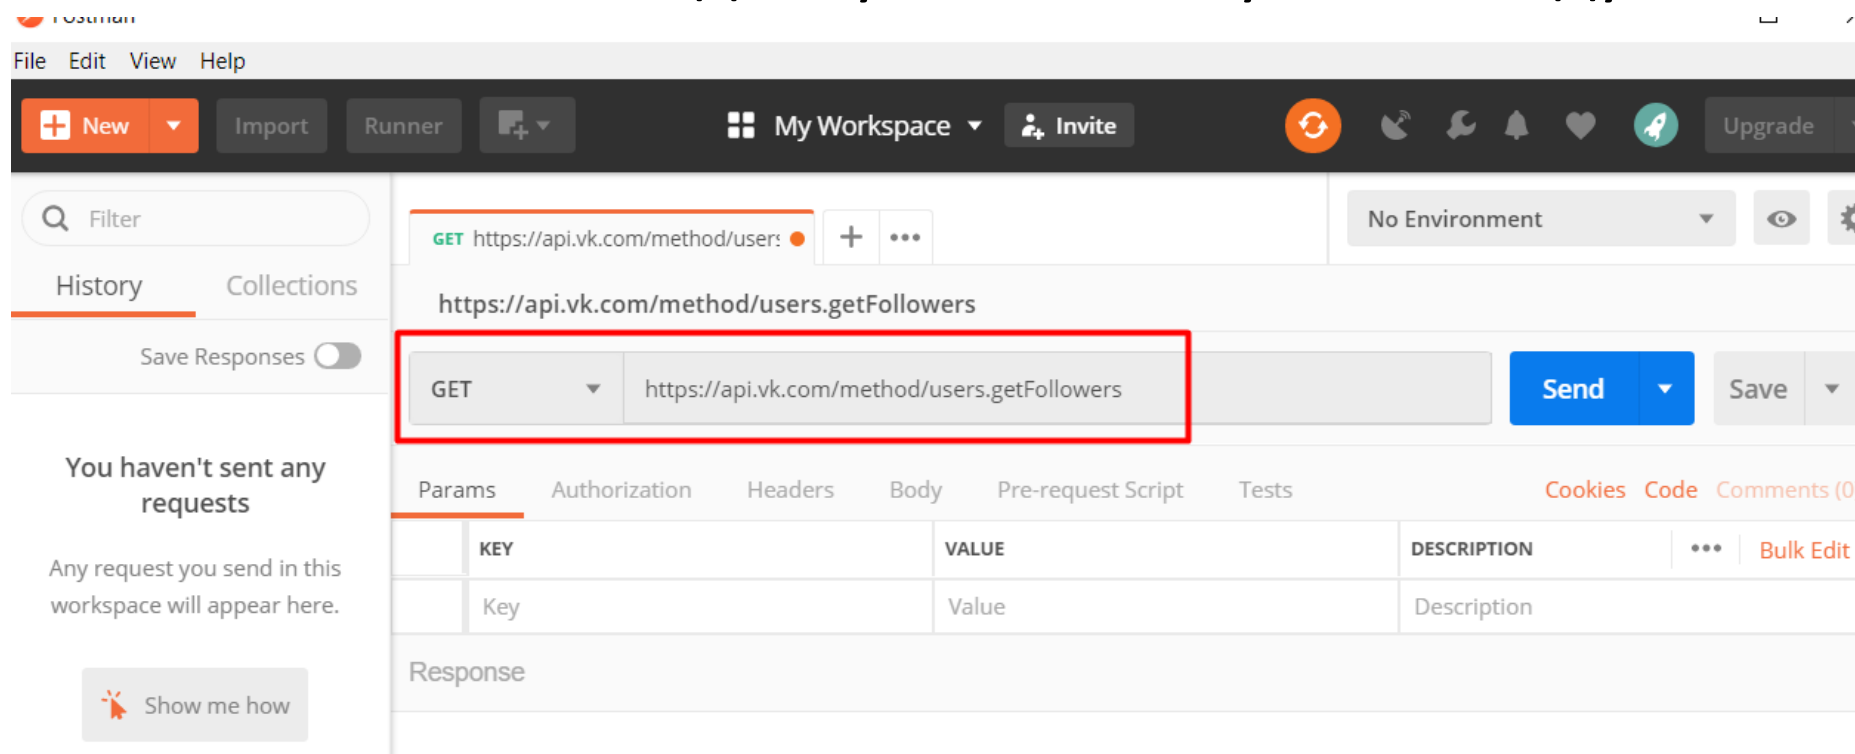 Postman
File Edit View Help
New Import Runner My Workspace Invite Upgrade
Filter
History Collections
Save Responses
You haven't sent any
requests
Any request you send in this
workspace will appear here.
Show me how
GET https://api.vk.com/method/users
No Environment
https://api.vk.com/method/users.getFollowers
GET https://api.vk.com/method/users.getFollowers Send Save
Params Authorization Headers Body Pre-request Script Tests Cookies Code Comments (0
KEY VALUE DESCRIPTION Bulk Edit
Key Value Description
Response